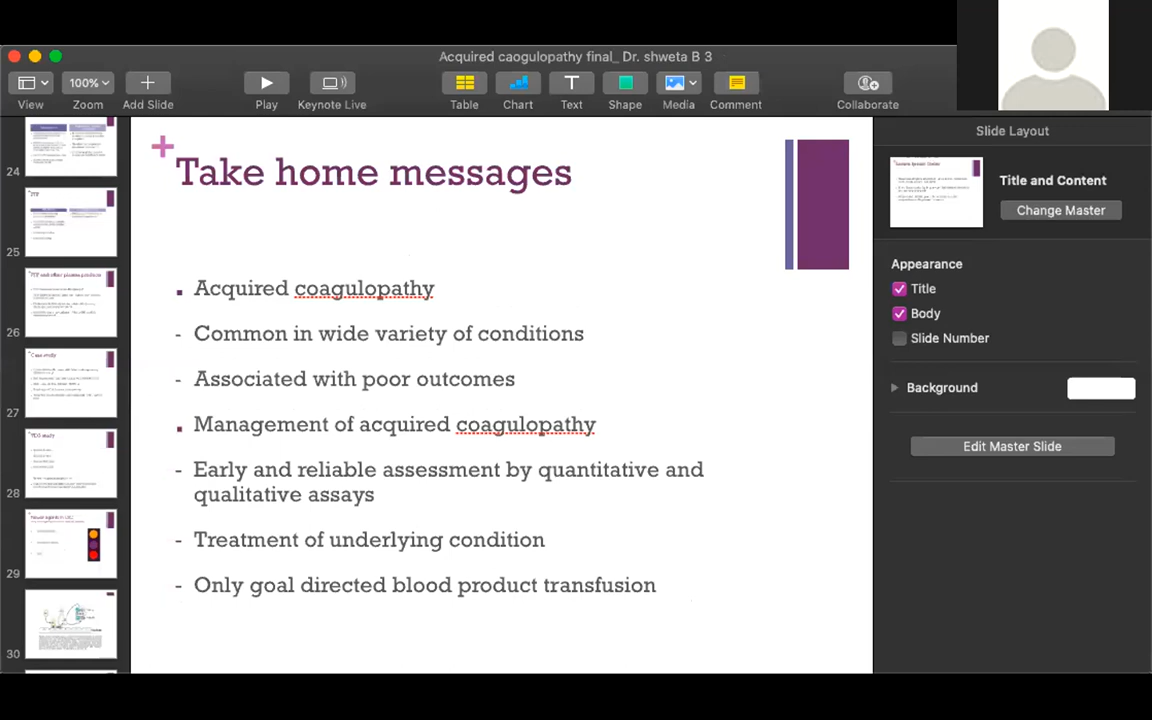 Acquired caogulopathy final_ Dr. shweta B 3
100%
View
Zoom
Add Slide
Play
Keynote Live
Table
Chart
Text
Shape
Media
Comment
Collaborate
24
25
26
27
28
29
30
+
Take home messages
Acquired coagulopathy
- Common in wide variety of conditions
- Associated with poor outcomes
Management of acquired coagulopathy
- Early and reliable assessment by quantitative and
qualitative assays
- Treatment of underlying condition
- Only goal directed blood product transfusion
Slide Layout
Title and Content
Change Master
Appearance
Title
Body
Slide Number
Background
Edit Master Slide